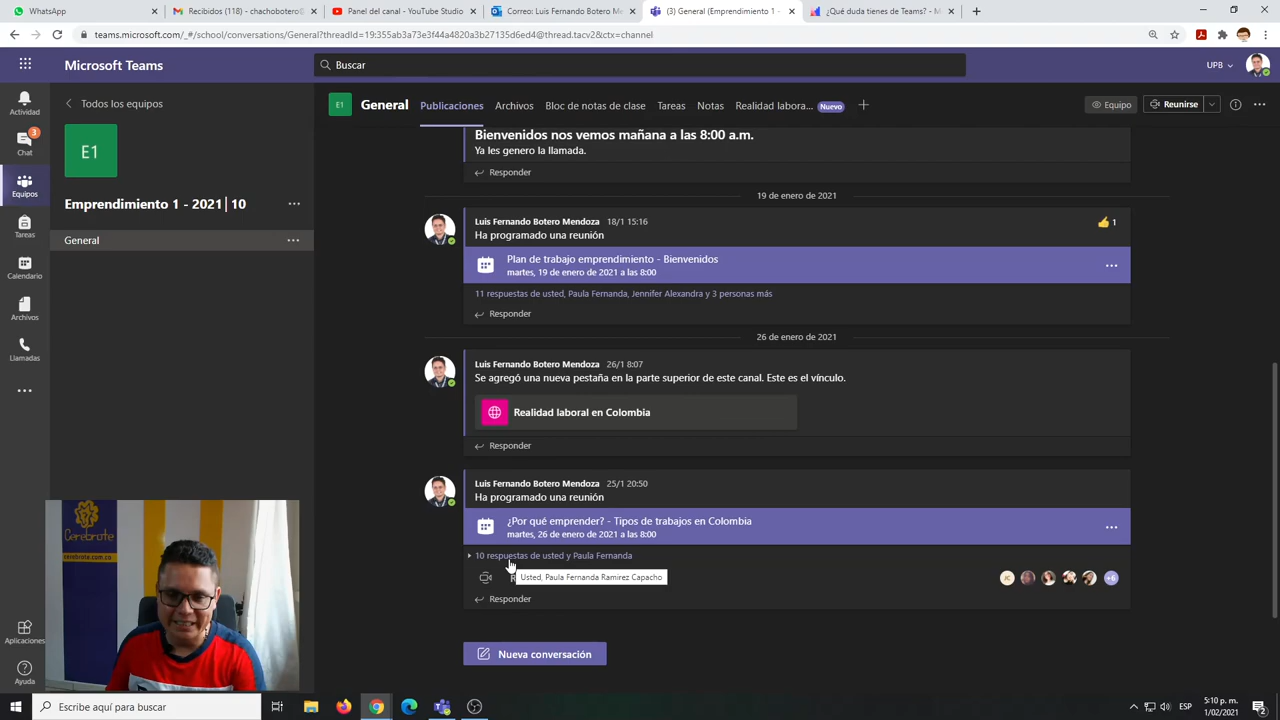 WhatsApp
Recibidos (118) - chachobotero@
Panel del canal - YouTube Studio
Correo: Luis Fernando Botero M
(3) General (Emprendimiento 1 -
¿Qué duda tienes de Teams? - M
teams.microsoft.com/_#/school/conversations/General?threadId=19:355ab3a73e3f44a4820a3b27135d6ed4@thread.tacv2&ctx=channel
Microsoft Teams
Buscar
UPB
Actividad
Chat
3
Equipos
Tareas
Calendario
Archivos
Llamadas
Aplicaciones
Ayuda
Todos los equipos
E1
Emprendimiento 1 - 2021 | 10
General
E1
General
Publicaciones
Archivos
Bloc de notas de clase
Tareas
Notas
Realidad labora...
Nuevo
Equipo
Reunirse
Bienvenidos nos vemos mañana a las 8:00 a.m.
Ya les genero la llamada.
Responder
19 de enero de 2021
Luis Fernando Botero Mendoza 18/1 15:16
1
Ha programado una reunión
Plan de trabajo emprendimiento - Bienvenidos
martes, 19 de enero de 2021 a las 8:00
11 respuestas de usted, Paula Fernanda, Jennifer Alexandra y 3 personas más
Responder
26 de enero de 2021
Luis Fernando Botero Mendoza 26/1 8:07
Se agregó una nueva pestaña en la parte superior de este canal. Este es el vínculo.
Realidad laboral en Colombia
Responder
Luis Fernando Botero Mendoza 25/1 20:50
Ha programado una reunión
¿Por qué emprender? - Tipos de trabajos en Colombia
martes, 26 de enero de 2021 a las 8:00
10 respuestas de usted y Paula Fernanda
Usted, Paula Fernanda Ramirez Capacho
+6
Responder
Nueva conversación
Cerebrote
cerebrote.com.co
Escribe aquí para buscar
ESP
5:10 p. m.
1/02/2021
2